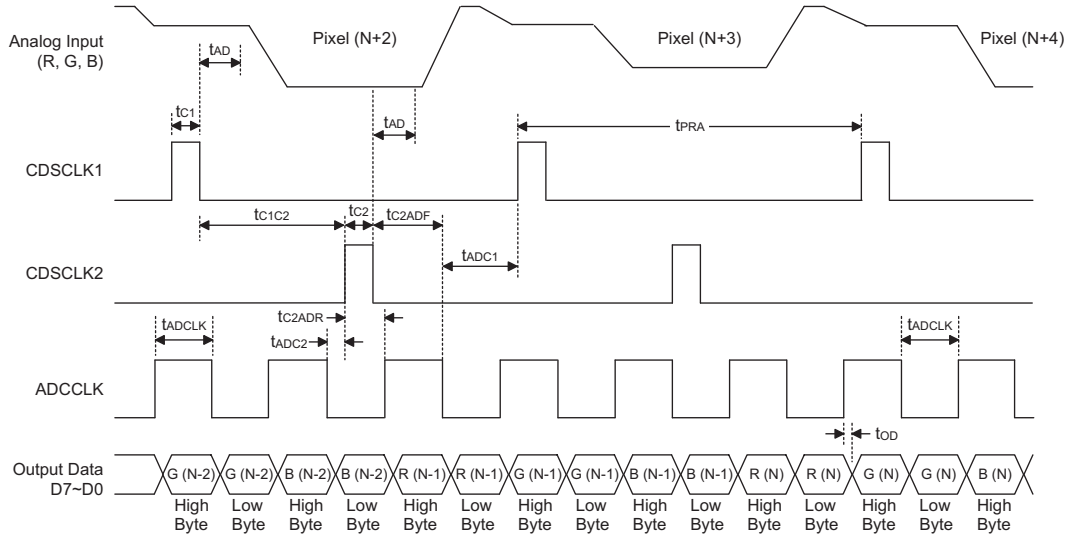 Analog Input
(R, G, B)
Pixel (N+2)
Pixel (N+3)
Pixel (N+4)
tAD
tC1
tAD
tPRA
CDSCLK1
tC1C2
tC2
tC2ADF
tADC1
CDSCLK2
tC2ADR
tADCLK
tADC2
tADCLK
ADCCLK
tOD
Output Data
D7~D0
G (N-2) G (N-2) B (N-2) B (N-2) R (N-1) R (N-1) G (N-1) G (N-1) B (N-1) B (N-1) R (N) R (N) G (N) G (N) B (N)
High Low High Low High Low High Low High Low High Low High Low High
Byte Byte Byte Byte Byte Byte Byte Byte Byte Byte Byte Byte Byte Byte Byte